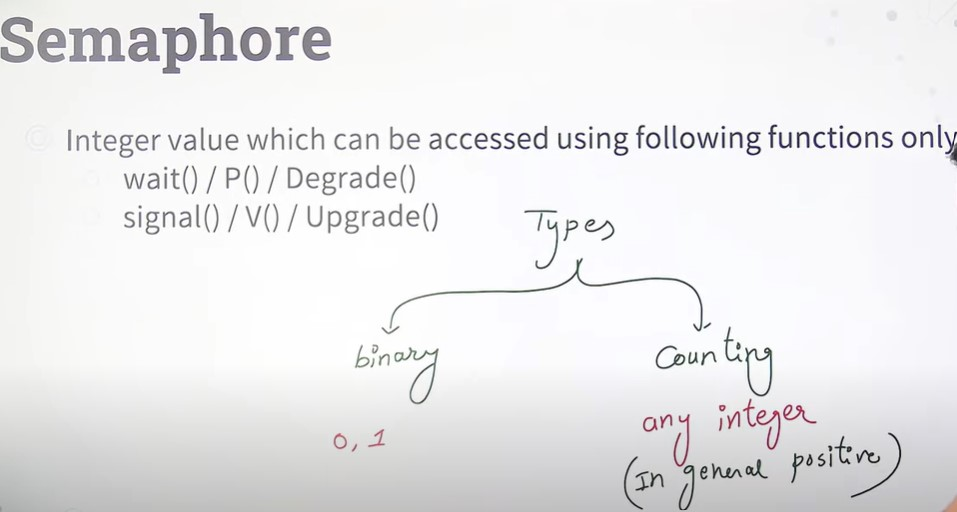 Semaphore
Integer value which can be accessed using following functions only
wait() / P() / Degrade()
signal() / V() / Upgrade()
Types
binary
Counting
0, 1
any integer
(In general positive)